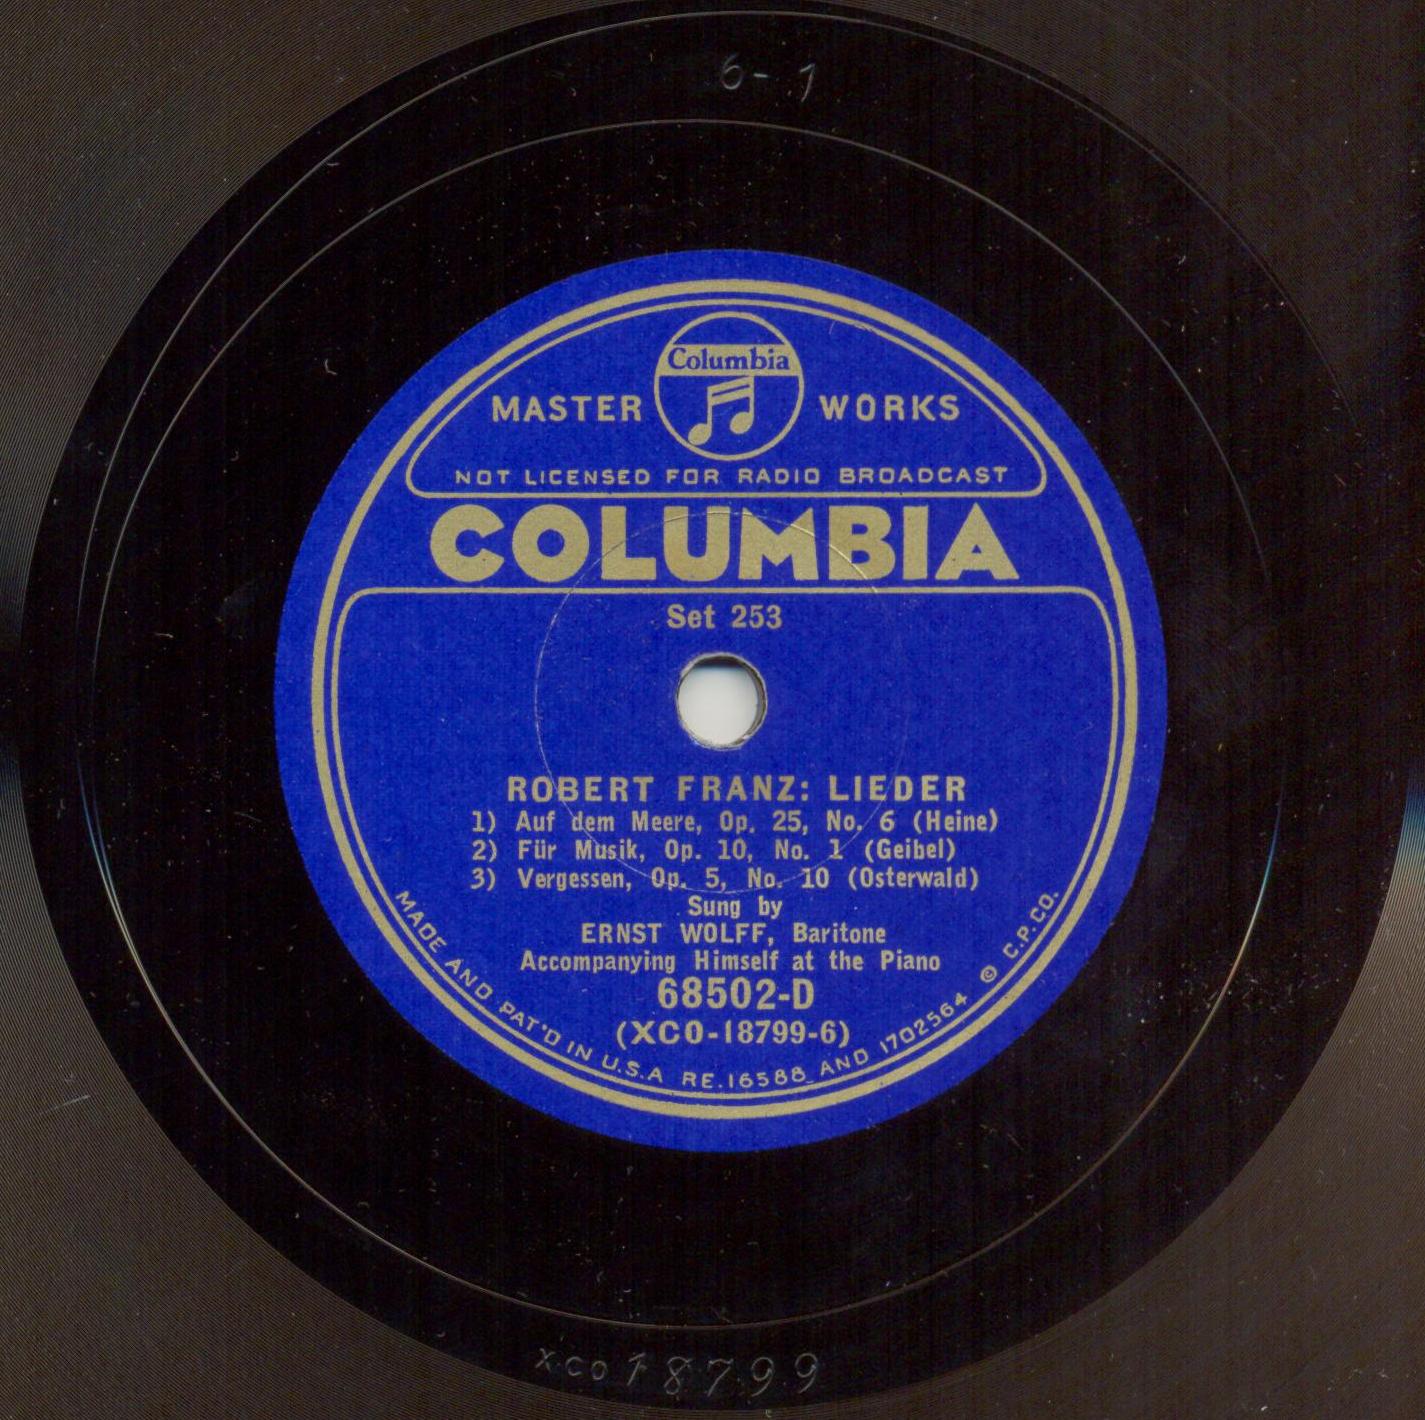 6-1
Columbia
MASTER WORKS
NOT LICENSED FOR RADIO BROADCAST
COLUMBIA
Set 253
ROBERT FRANZ: LIEDER
1) Auf dem Meere, Op. 25, No. 6 (Heine)
2) Für Musik, Op. 10, No. 1 (Geibel)
3) Vergessen, Op. 5, No. 10 (Osterwald)
Sung by
ERNST WOLFF, Baritone
Accompanying Himself at the Piano
68502-D
(XCO-18799-6)
MADE AND PAT'D IN U.S.A RE.16588 AND 1702564 © C.P.CO.
XCO18799